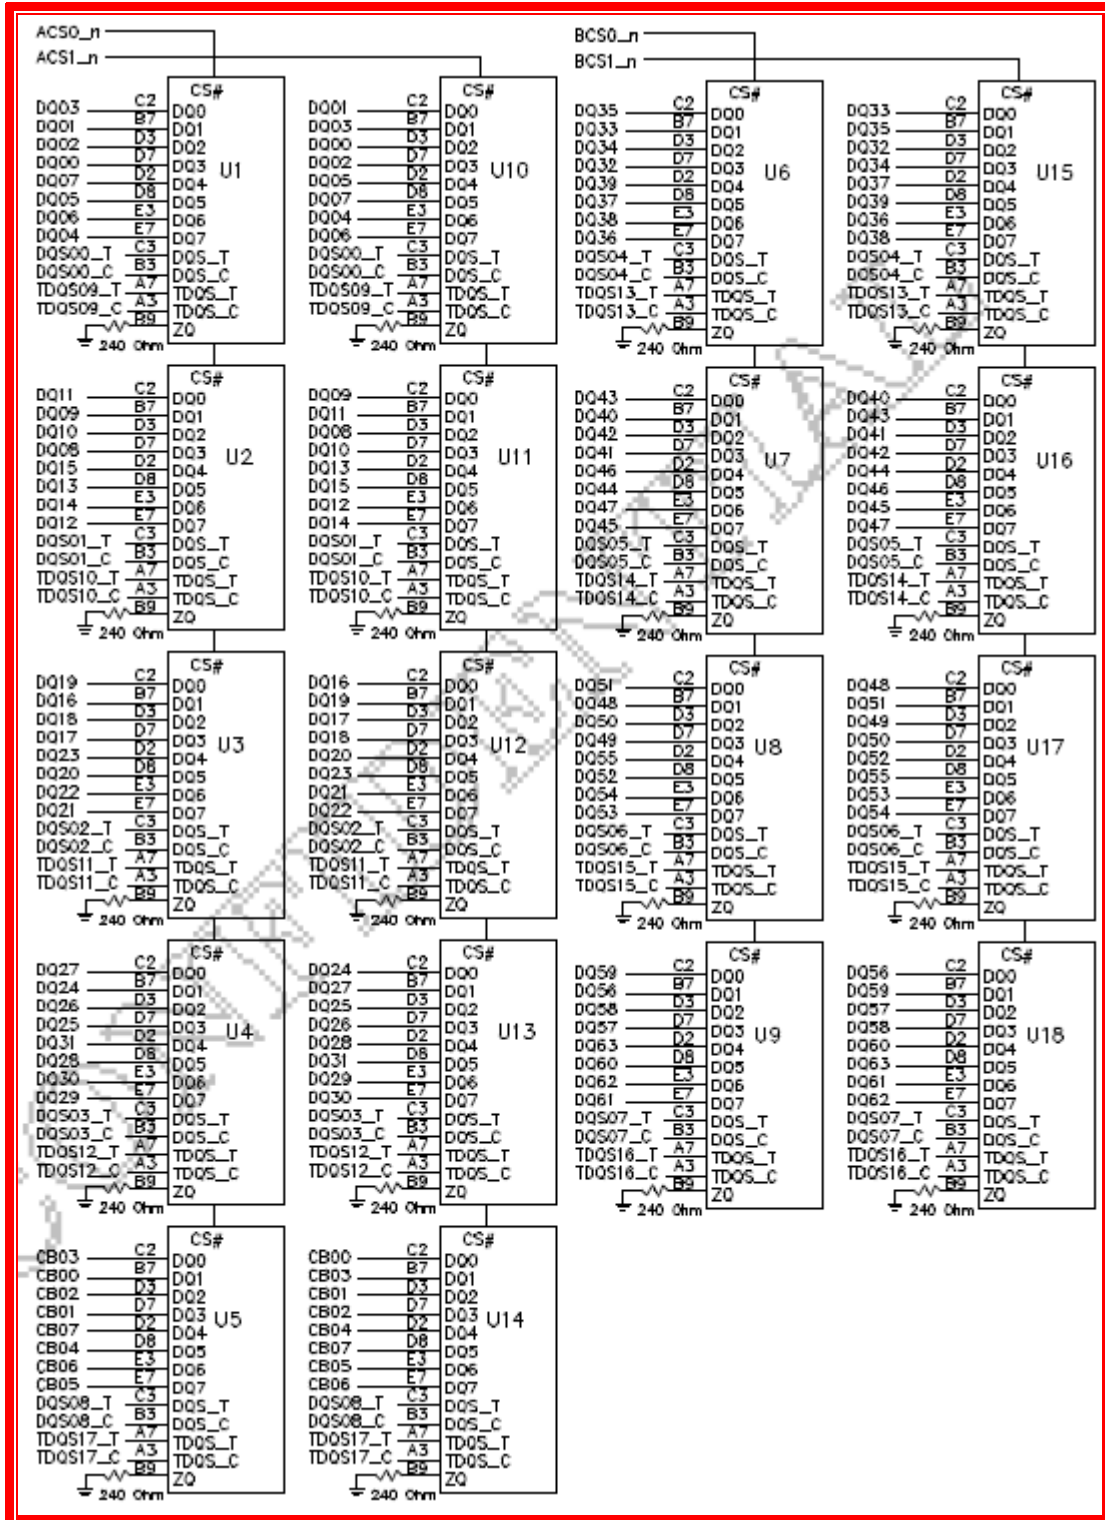 ACS0_n
ACS1_n
CS#
DQ03 C2 DQ0
DQ01 B7 DQ1
DQ02 D3 DQ2
DQ00 D7 DQ3
DQ07 D2 DQ4
DQ05 D8 DQ5
DQ06 E3 DQ6
DQ04 E7 DQ7
DQS00_T C3 DQS_T
DQS00_C B3 DQS_C
TDQS09_T A7 TDQS_T
TDQS09_C A3 TDQS_C
B9 ZQ
240 Ohm
U1
CS#
DQ11 C2 DQ0
DQ09 B7 DQ1
DQ10 D3 DQ2
DQ08 D7 DQ3
DQ15 D2 DQ4
DQ13 D8 DQ5
DQ14 E3 DQ6
DQ12 E7 DQ7
DQS01_T C3 DQS_T
DQS01_C B3 DQS_C
TDQS10_T A7 TDQS_T
TDQS10_C A3 TDQS_C
B9 ZQ
240 Ohm
U2
CS#
DQ19 C2 DQ0
DQ16 B7 DQ1
DQ18 D3 DQ2
DQ17 D7 DQ3
DQ23 D2 DQ4
DQ20 D8 DQ5
DQ22 E3 DQ6
DQ21 E7 DQ7
DQS02_T C3 DQS_T
DQS02_C B3 DQS_C
TDQS11_T A7 TDQS_T
TDQS11_C A3 TDQS_C
B9 ZQ
240 Ohm
U3
CS#
DQ27 C2 DQ0
DQ24 B7 DQ1
DQ26 D3 DQ2
DQ25 D7 DQ3
DQ31 D2 DQ4
DQ28 D8 DQ5
DQ30 E3 DQ6
DQ29 E7 DQ7
DQS03_T C3 DQS_T
DQS03_C B3 DQS_C
TDQS12_T A7 TDQS_T
TDQS12_C A3 TDQS_C
B9 ZQ
240 Ohm
U4
CS#
CB03 C2 DQ0
CB00 B7 DQ1
CB02 D3 DQ2
CB01 D7 DQ3
CB07 D2 DQ4
CB04 D8 DQ5
CB06 E3 DQ6
CB05 E7 DQ7
DQS08_T C3 DQS_T
DQS08_C B3 DQS_C
TDQS17_T A7 TDQS_T
TDQS17_C A3 TDQS_C
B9 ZQ
240 Ohm
U5
CS#
DQ01 C2 DQ0
DQ03 B7 DQ1
DQ00 D3 DQ2
DQ02 D7 DQ3
DQ05 D2 DQ4
DQ07 D8 DQ5
DQ04 E3 DQ6
DQ06 E7 DQ7
DQS00_T C3 DQS_T
DQS00_C B3 DQS_C
TDQS09_T A7 TDQS_T
TDQS09_C A3 TDQS_C
B9 ZQ
240 Ohm
U10
CS#
DQ09 C2 DQ0
DQ11 B7 DQ1
DQ08 D3 DQ2
DQ10 D7 DQ3
DQ13 D2 DQ4
DQ15 D8 DQ5
DQ12 E3 DQ6
DQ14 E7 DQ7
DQS01_T C3 DQS_T
DQS01_C B3 DQS_C
TDQS10_T A7 TDQS_T
TDQS10_C A3 TDQS_C
B9 ZQ
240 Ohm
U11
CS#
DQ16 C2 DQ0
DQ19 B7 DQ1
DQ17 D3 DQ2
DQ18 D7 DQ3
DQ20 D2 DQ4
DQ23 D8 DQ5
DQ21 E3 DQ6
DQ22 E7 DQ7
DQS02_T C3 DQS_T
DQS02_C B3 DQS_C
TDQS11_T A7 TDQS_T
TDQS11_C A3 TDQS_C
B9 ZQ
240 Ohm
U12
CS#
DQ24 C2 DQ0
DQ27 B7 DQ1
DQ25 D3 DQ2
DQ26 D7 DQ3
DQ28 D2 DQ4
DQ31 D8 DQ5
DQ29 E3 DQ6
DQ30 E7 DQ7
DQS03_T C3 DQS_T
DQS03_C B3 DQS_C
TDQS12_T A7 TDQS_T
TDQS12_C A3 TDQS_C
B9 ZQ
240 Ohm
U13
CS#
CB00 C2 DQ0
CB03 B7 DQ1
CB01 D3 DQ2
CB02 D7 DQ3
CB04 D2 DQ4
CB07 D8 DQ5
CB05 E3 DQ6
CB06 E7 DQ7
DQS08_T C3 DQS_T
DQS08_C B3 DQS_C
TDQS17_T A7 TDQS_T
TDQS17_C A3 TDQS_C
B9 ZQ
240 Ohm
U14
BCS0_n
BCS1_n
CS#
DQ35 C2 DQ0
DQ33 B7 DQ1
DQ34 D3 DQ2
DQ32 D7 DQ3
DQ39 D2 DQ4
DQ37 D8 DQ5
DQ38 E3 DQ6
DQ36 E7 DQ7
DQS04_T C3 DQS_T
DQS04_C B3 DQS_C
TDQS13_T A7 TDQS_T
TDQS13_C A3 TDQS_C
B9 ZQ
240 Ohm
U6
CS#
DQ43 C2 DQ0
DQ40 B7 DQ1
DQ42 D3 DQ2
DQ41 D7 DQ3
DQ46 D2 DQ4
DQ44 D8 DQ5
DQ47 E3 DQ6
DQ45 E7 DQ7
DQS05_T C3 DQS_T
DQS05_C B3 DQS_C
TDQS14_T A7 TDQS_T
TDQS14_C A3 TDQS_C
B9 ZQ
240 Ohm
U7
CS#
DQ51 C2 DQ0
DQ48 B7 DQ1
DQ50 D3 DQ2
DQ49 D7 DQ3
DQ55 D2 DQ4
DQ52 D8 DQ5
DQ54 E3 DQ6
DQ53 E7 DQ7
DQS06_T C3 DQS_T
DQS06_C B3 DQS_C
TDQS15_T A7 TDQS_T
TDQS15_C A3 TDQS_C
B9 ZQ
240 Ohm
U8
CS#
DQ59 C2 DQ0
DQ56 B7 DQ1
DQ58 D3 DQ2
DQ57 D7 DQ3
DQ63 D2 DQ4
DQ60 D8 DQ5
DQ62 E3 DQ6
DQ61 E7 DQ7
DQS07_T C3 DQS_T
DQS07_C B3 DQS_C
TDQS16_T A7 TDQS_T
TDQS16_C A3 TDQS_C
B9 ZQ
240 Ohm
U9
CS#
DQ33 C2 DQ0
DQ35 B7 DQ1
DQ32 D3 DQ2
DQ34 D7 DQ3
DQ37 D2 DQ4
DQ39 D8 DQ5
DQ36 E3 DQ6
DQ38 E7 DQ7
DQS04_T C3 DQS_T
DQS04_C B3 DQS_C
TDQS13_T A7 TDQS_T
TDQS13_C A3 TDQS_C
B9 ZQ
240 Ohm
U15
CS#
DQ40 C2 DQ0
DQ43 B7 DQ1
DQ41 D3 DQ2
DQ42 D7 DQ3
DQ44 D2 DQ4
DQ46 D8 DQ5
DQ45 E3 DQ6
DQ47 E7 DQ7
DQS05_T C3 DQS_T
DQS05_C B3 DQS_C
TDQS14_T A7 TDQS_T
TDQS14_C A3 TDQS_C
B9 ZQ
240 Ohm
U16
CS#
DQ48 C2 DQ0
DQ51 B7 DQ1
DQ49 D3 DQ2
DQ50 D7 DQ3
DQ52 D2 DQ4
DQ55 D8 DQ5
DQ53 E3 DQ6
DQ54 E7 DQ7
DQS06_T C3 DQS_T
DQS06_C B3 DQS_C
TDQS15_T A7 TDQS_T
TDQS15_C A3 TDQS_C
B9 ZQ
240 Ohm
U17
CS#
DQ56 C2 DQ0
DQ59 B7 DQ1
DQ57 D3 DQ2
DQ58 D7 DQ3
DQ60 D2 DQ4
DQ63 D8 DQ5
DQ61 E3 DQ6
DQ62 E7 DQ7
DQS07_T C3 DQS_T
DQS07_C B3 DQS_C
TDQS16_T A7 TDQS_T
TDQS16_C A3 TDQS_C
B9 ZQ
240 Ohm
U18
CONFIDENTIAL